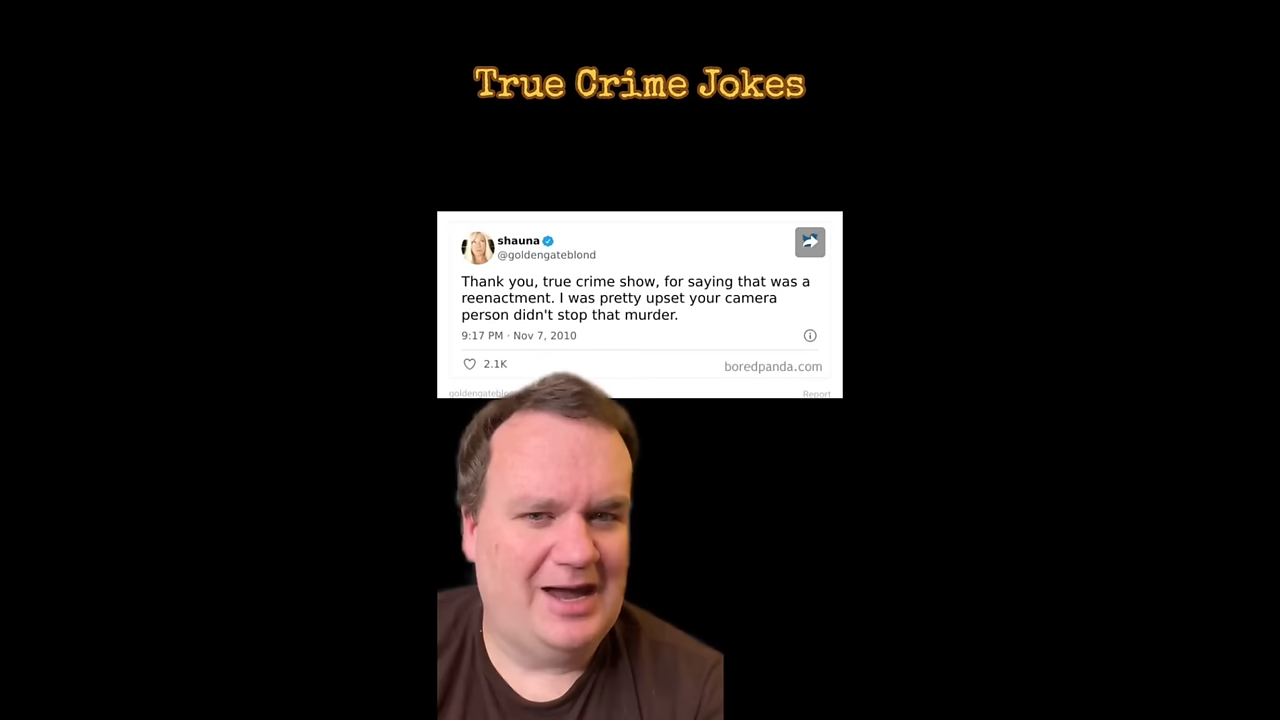 True Crime Jokes
shauna
@goldengateblond
Thank you, true crime show, for saying that was a
reenactment. I was pretty upset your camera
person didn't stop that murder.
9:17 PM · Nov 7, 2010
2.1K
boredpanda.com
Report